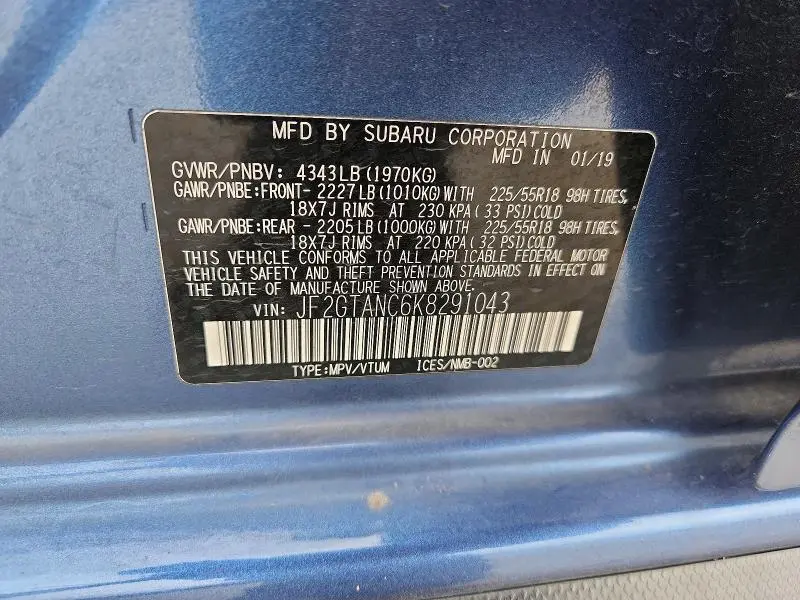 MFD BY SUBARU CORPORATION
MFD IN 01/19
GVWR/PNBV: 4343LB(1970KG)
GAWR/PNBE:FRONT- 2227LB(1010KG)WITH 225/55R18 98H TIRES,
18X7J RIMS AT 230 KPA( 33 PSI)COLD
GAWR/PNBE:REAR - 2205LB(1000KG)WITH 225/55R18 98H TIRES,
18X7J RIMS AT 220 KPA( 32 PSI)COLD
THIS VEHICLE CONFORMS TO ALL APPLICABLE FEDERAL MOTOR
VEHICLE SAFETY AND THEFT PREVENTION STANDARDS IN EFFECT ON
THE DATE OF MANUFACTURE SHOWN ABOVE.
VIN: JF2GTANC6K8291043
TYPE:MPV/VTUM ICES/NMB-002